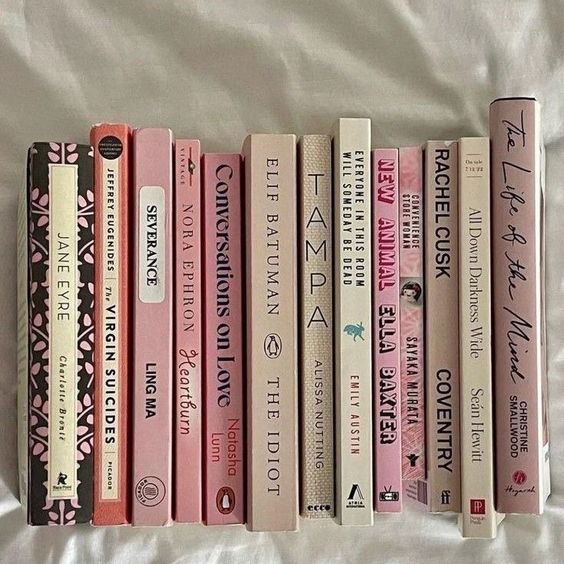 JANE EYRE
Charlotte Brontë
JEFFREY EUGENIDES
The VIRGIN SUICIDES
PICADOR
SEVERANCE
LING MA
VINTAGE
NORA EPHRON
Heartburn
Conversations on Love
Natasha
Lunn
ELIF BATUMAN
THE IDIOT
TAMPA
ALISSA NUTTING
ecco
EVERYONE IN THIS ROOM
WILL SOMEDAY BE DEAD
EMILY AUSTIN
ATRIA
NEW ANIMAL
ELLA BAXTER
CONVENIENCE
STORE WOMAN
SAYAKA MURATA
RACHEL CUSK
COVENTRY
ff
On sale
7.12.22
All Down Darkness Wide
Seán Hewitt
The Life of the Mind
CHRISTINE
SMALLWOOD
Hogarth